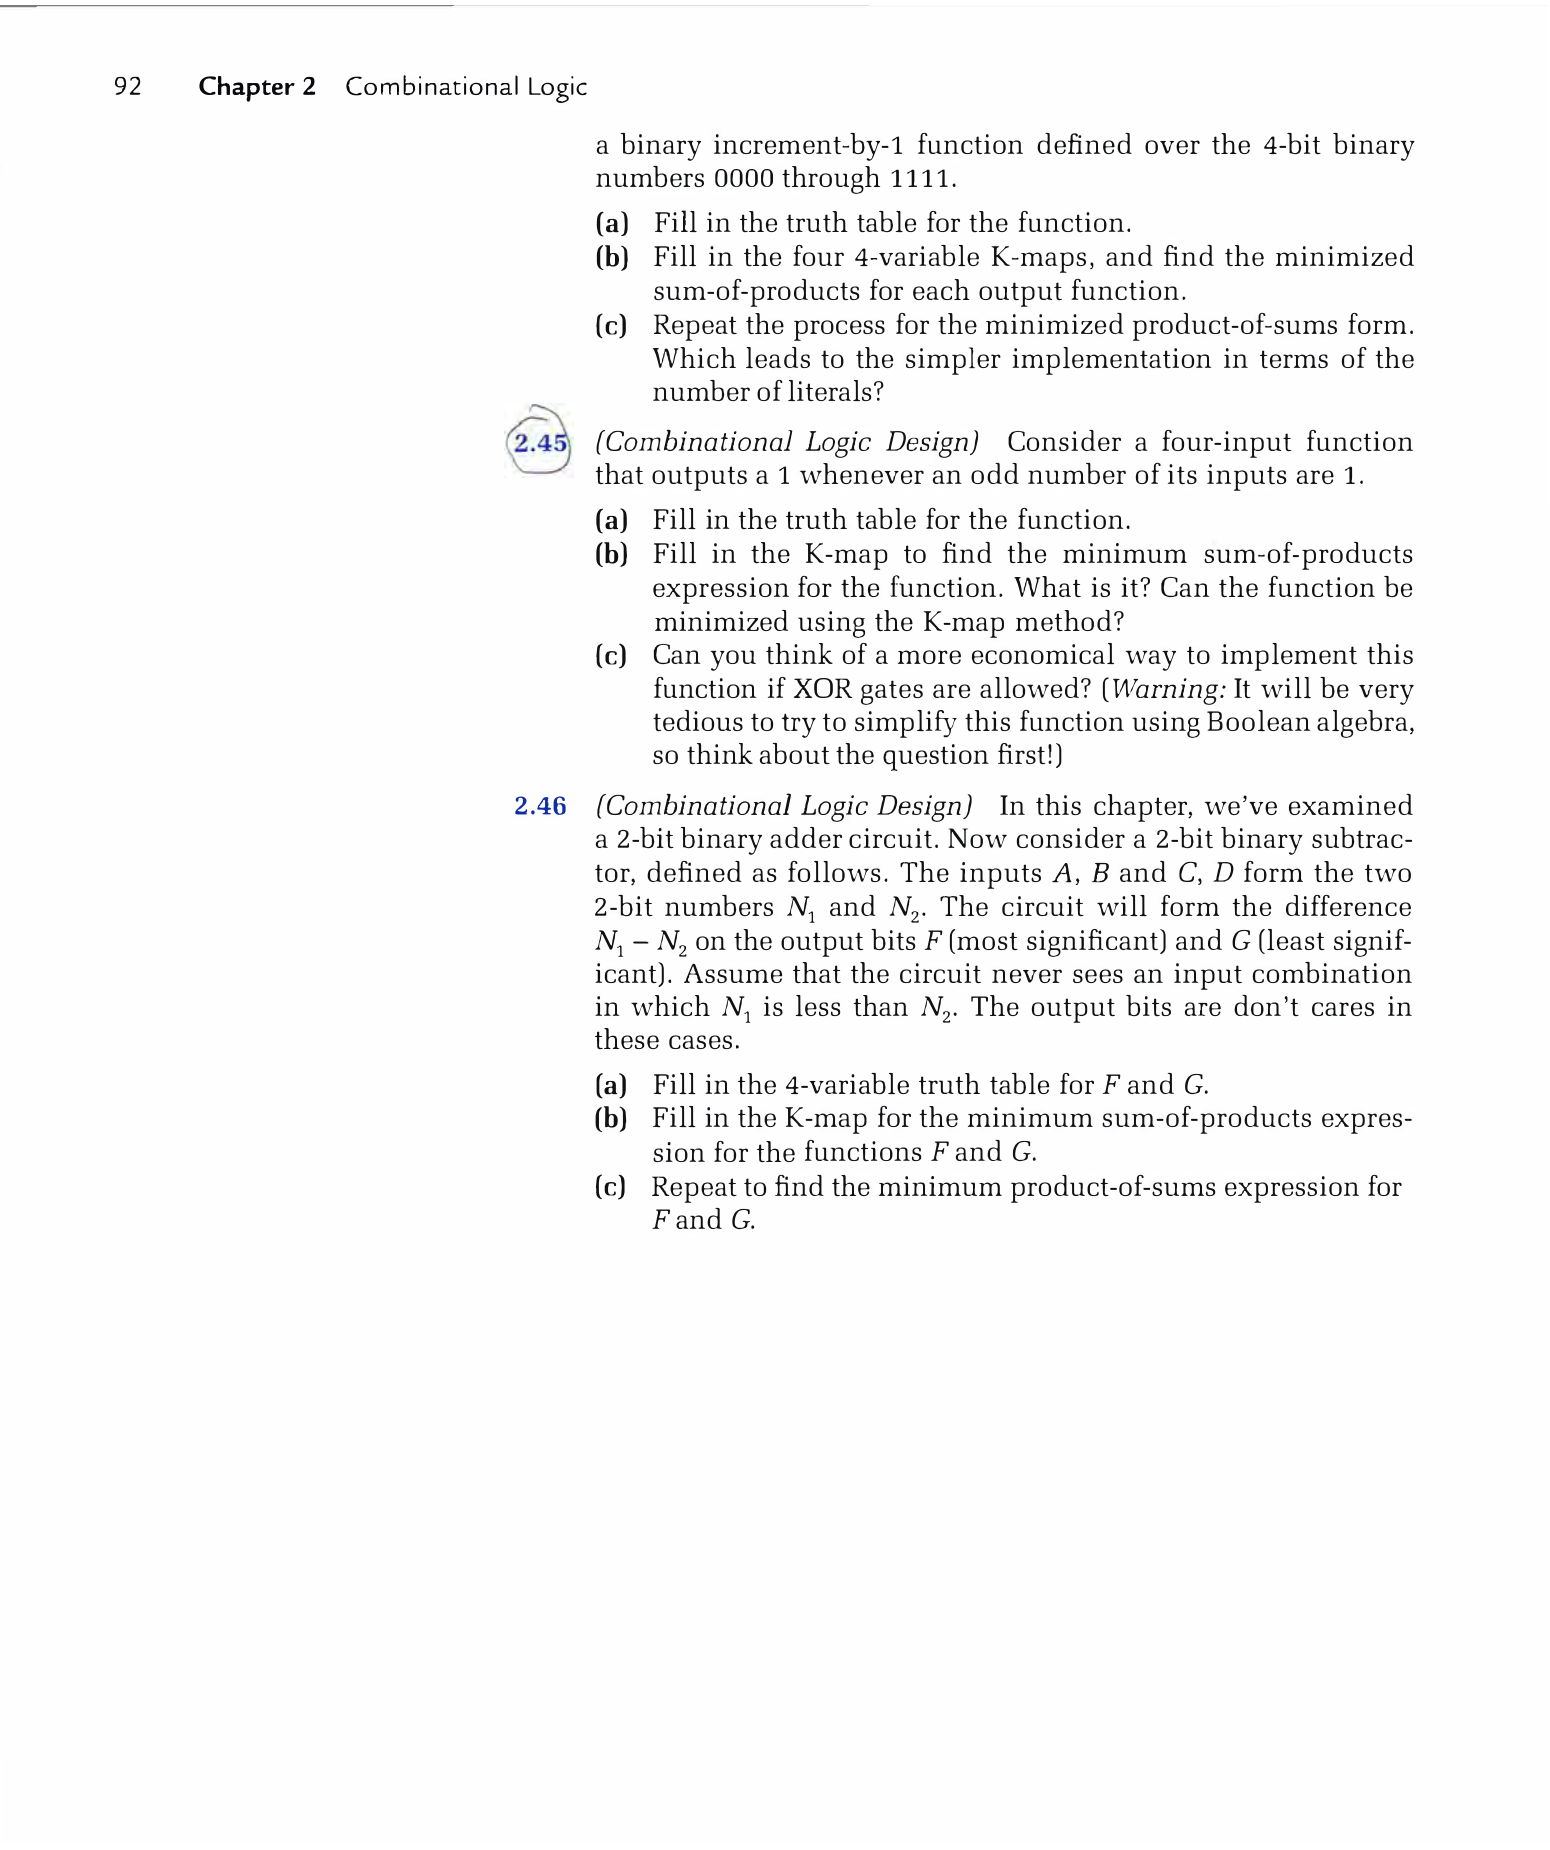 92 Chapter 2 Combinational Logic
a binary increment-by-1 function defined over the 4-bit binary
numbers 0000 through 1111.
(a) Fill in the truth table for the function.
(b) Fill in the four 4-variable K-maps, and find the minimized
sum-of-products for each output function.
(c) Repeat the process for the minimized product-of-sums form.
Which leads to the simpler implementation in terms of the
number of literals?
2.45 (Combinational Logic Design) Consider a four-input function
that outputs a 1 whenever an odd number of its inputs are 1.
(a) Fill in the truth table for the function.
(b) Fill in the K-map to find the minimum sum-of-products
expression for the function. What is it? Can the function be
minimized using the K-map method?
(c) Can you think of a more economical way to implement this
function if XOR gates are allowed? (Warning: It will be very
tedious to try to simplify this function using Boolean algebra,
so think about the question first!)
2.46 (Combinational Logic Design) In this chapter, we've examined
a 2-bit binary adder circuit. Now consider a 2-bit binary subtrac-
tor, defined as follows. The inputs A, B and C, D form the two
2-bit numbers N₁ and N₂. The circuit will form the difference
N₁ – N₂ on the output bits F (most significant) and G (least signif-
icant). Assume that the circuit never sees an input combination
in which N₁ is less than N₂. The output bits are don't cares in
these cases.
(a) Fill in the 4-variable truth table for F and G.
(b) Fill in the K-map for the minimum sum-of-products expres-
sion for the functions F and G.
(c) Repeat to find the minimum product-of-sums expression for
F and G.